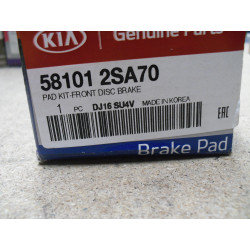 KIA Genuine Parts
58101 2SA70
PAD KIT-FRONT DISC BRAKE
1 PC DJ16 SU4V MADE IN KOREA
EAC
Brake Pad